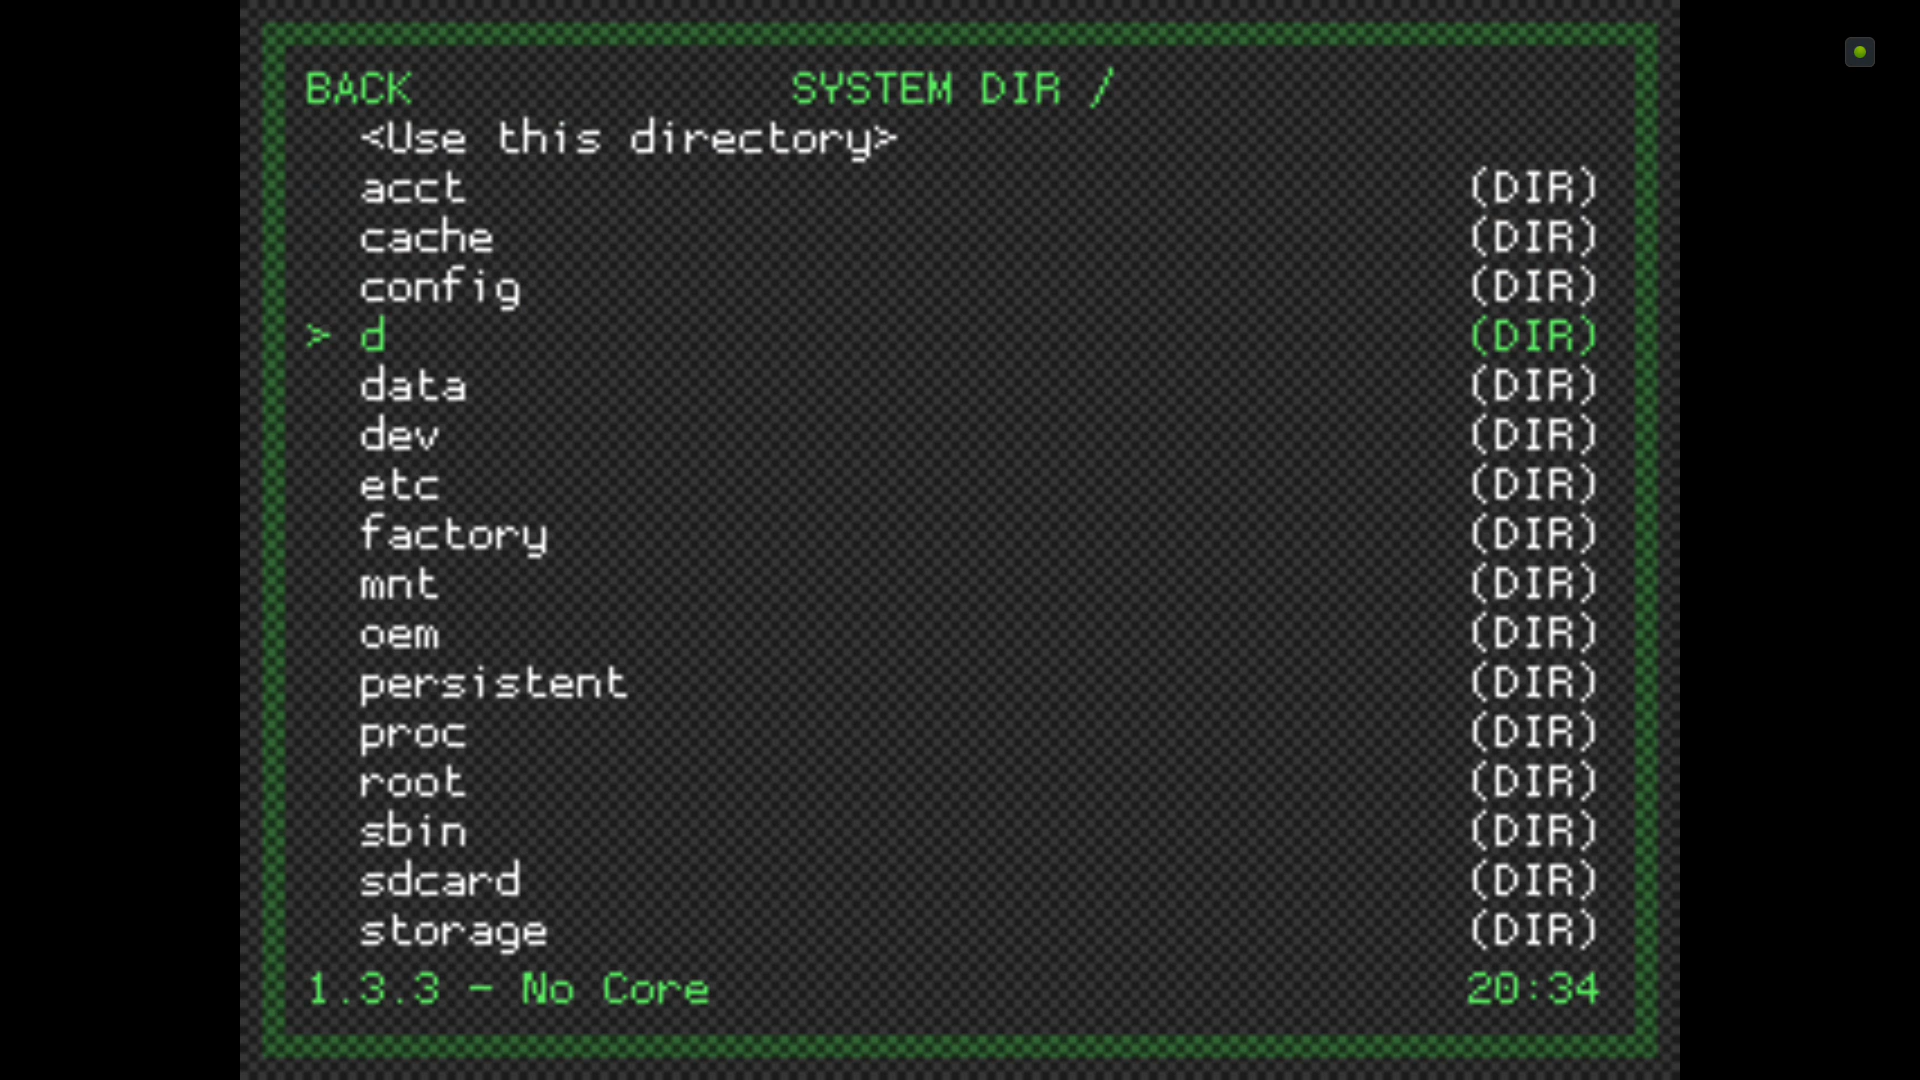 BACK SYSTEM DIR /
<Use this directory>
acct (DIR)
cache (DIR)
config (DIR)
> d (DIR)
data (DIR)
dev (DIR)
etc (DIR)
factory (DIR)
mnt (DIR)
oem (DIR)
persistent (DIR)
proc (DIR)
root (DIR)
sbin (DIR)
sdcard (DIR)
storage (DIR)
1.3.3 - No Core 20:34